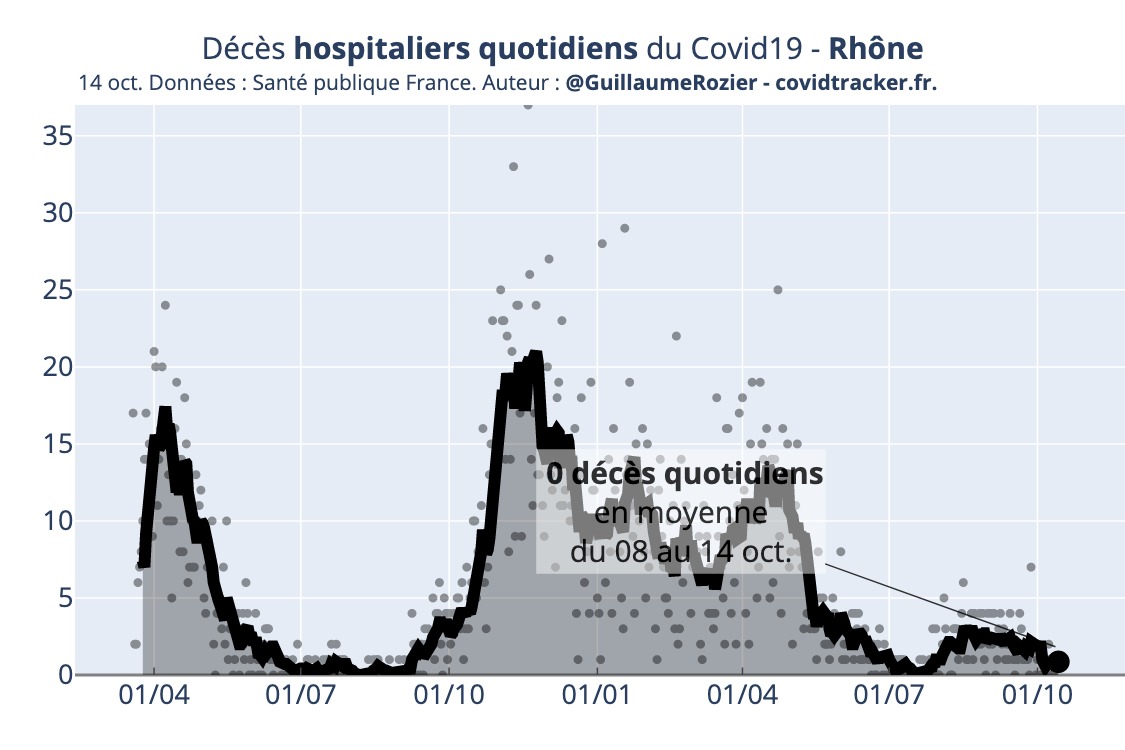 Décès hospitaliers quotidiens du Covid19 - Rhône
14 oct. Données : Santé publique France. Auteur : @GuillaumeRozier - covidtracker.fr.
35
30
25
20
15
10
5
0
0 décès quotidiens
en moyenne
du 08 au 14 oct.
01/04 01/07 01/10 01/01 01/04 01/07 01/10